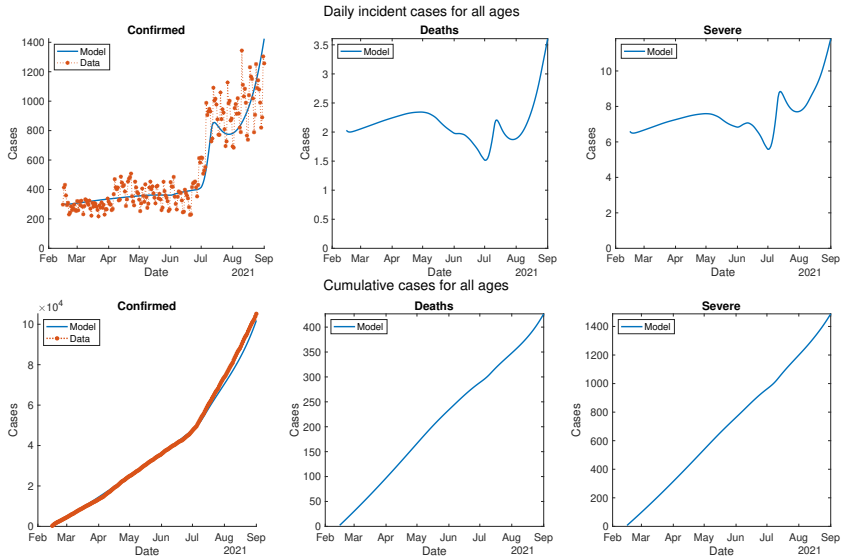 Daily incident cases for all ages
Confirmed
Deaths
Severe
Model
Data
Model
Model
1400
1200
1000
800
600
400
200
0
Cases
Feb Mar Apr May Jun Jul Aug Sep
Date
2021
3.5
3
2.5
2
1.5
1
0.5
0
Cases
Feb Mar Apr May Jun Jul Aug Sep
Date
2021
10
8
6
4
2
0
Cases
Feb Mar Apr May Jun Jul Aug Sep
Date
2021
Cumulative cases for all ages
×10⁴
Confirmed
Deaths
Severe
Model
Data
Model
Model
10
8
6
4
2
0
Cases
Feb Mar Apr May Jun Jul Aug Sep
Date
2021
400
350
300
250
200
150
100
50
0
Cases
Feb Mar Apr May Jun Jul Aug Sep
Date
2021
1400
1200
1000
800
600
400
200
0
Cases
Feb Mar Apr May Jun Jul Aug Sep
Date
2021